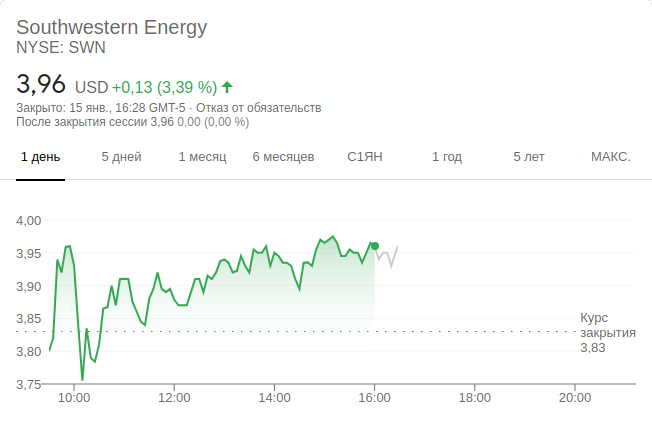 Southwestern Energy
NYSE: SWN
3,96 USD +0,13 (3,39 %)
Закрыто: 15 янв., 16:28 GMT-5 · Отказ от обязательств
После закрытия сессии 3,96 0,00 (0,00 %)
1 день 5 дней 1 месяц 6 месяцев С1ЯН 1 год 5 лет МАКС.
4,00
3,95
3,90
3,85
3,80
3,75
Курс
закрытия
3,83
10:00 12:00 14:00 16:00 18:00 20:00